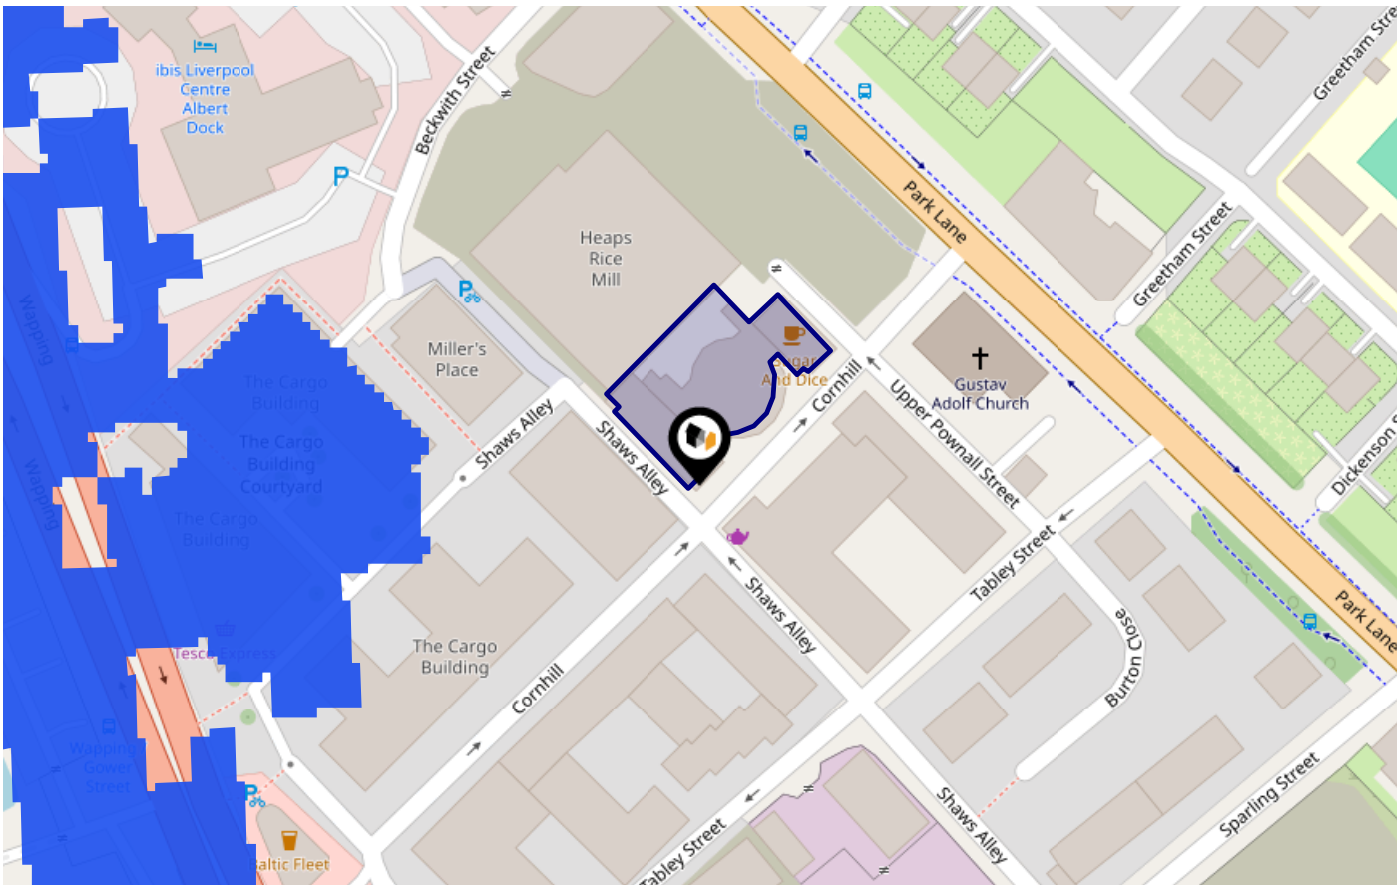 ibis Liverpool
Centre
Albert
Dock
P
Beckwith Street
Greetham Stre
Park Lane
Heaps
Rice
Mill
Greetham Street
Wapping
Miller's
Place
Sugar
And Dice
Cornhill
Gustav
Adolf Church
The Cargo
Building
Shaws Alley
Shaws Alley
Upper Pownall Street
Dickenson S
The Cargo
Building
Courtyard
Wapping
The Cargo
Building
Tabley Street
Shaws Alley
Park Lane
Burton Close
Tesco Express
The Cargo
Building
Cornhill
Wapping
Gower
Street
P
Sparling Street
Shaws Alley
Tabley Street
Baltic Fleet